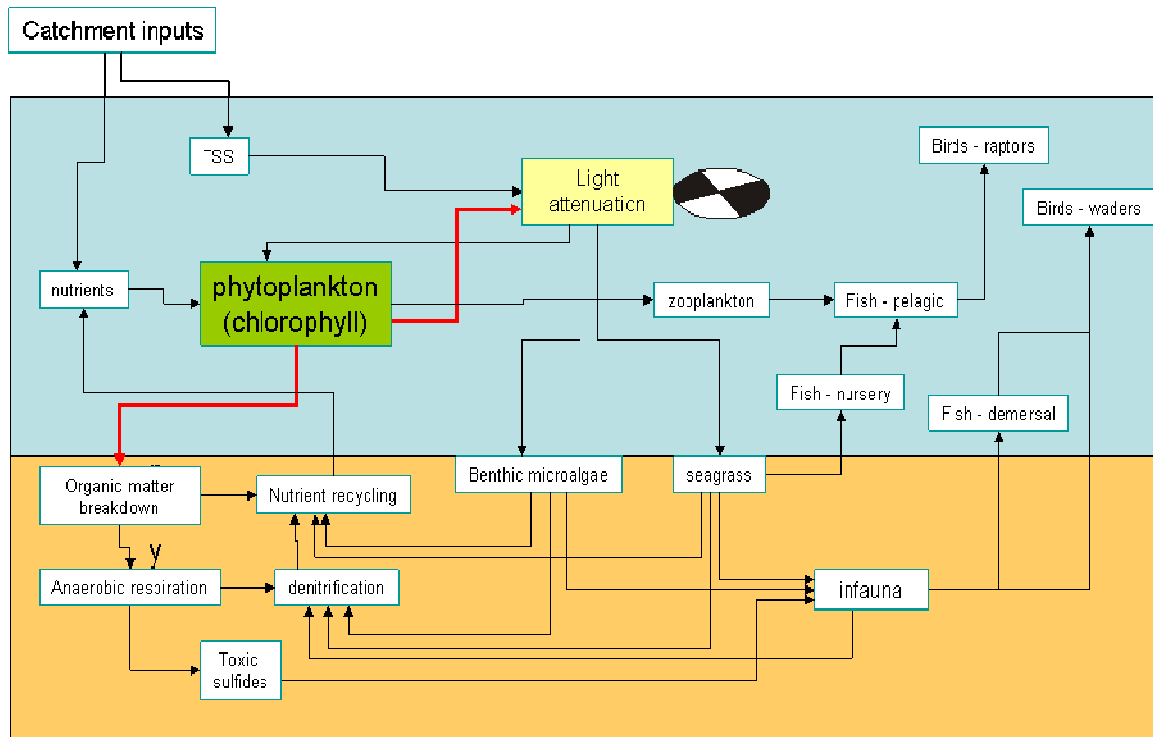 Catchment inputs
TSS
Birds - raptors
Light
attenuation
Birds - waders
nutrients
phytoplankton
(chlorophyll)
zooplankton
Fish - pelagic
Fish - nursery
Fish - demersal
Organic matter
breakdown
Nutrient recycling
Benthic microalgae
seagrass
y
Anaerobic respiration
denitrification
infauna
Toxic
sulfides